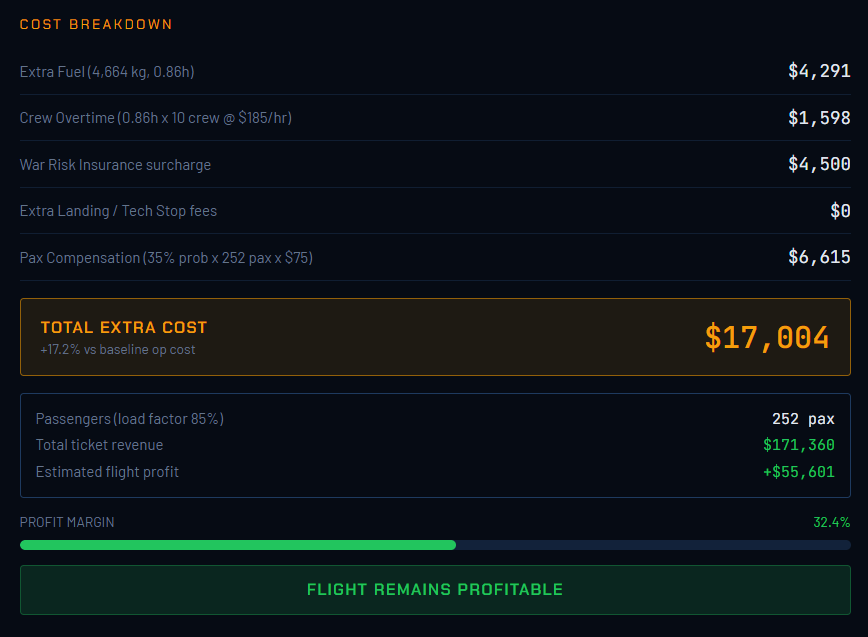 COST BREAKDOWN
Extra Fuel (4,664 kg, 0.86h) $4,291
Crew Overtime (0.86h x 10 crew @ $185/hr) $1,598
War Risk Insurance surcharge $4,500
Extra Landing / Tech Stop fees $0
Pax Compensation (35% prob x 252 pax x $75) $6,615
TOTAL EXTRA COST $17,004
+17.2% vs baseline op cost
Passengers (load factor 85%) 252 pax
Total ticket revenue $171,360
Estimated flight profit +$55,601
PROFIT MARGIN 32.4%
FLIGHT REMAINS PROFITABLE